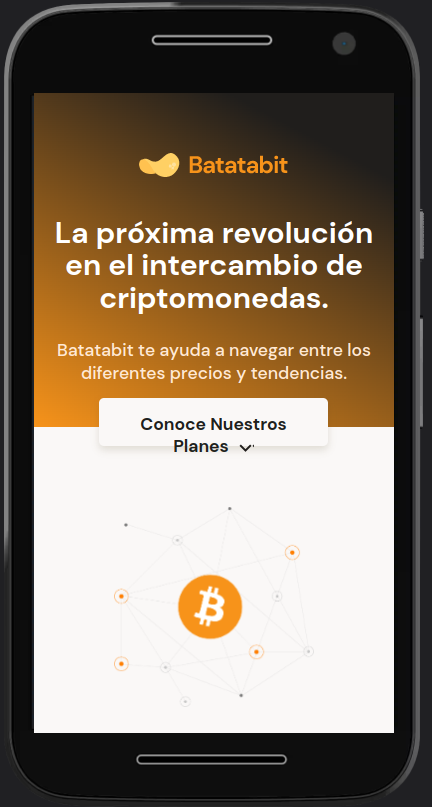 Batatabit
La próxima revolución
en el intercambio de
criptomonedas.
Batatabit te ayuda a navegar entre los
diferentes precios y tendencias.
Conoce Nuestros
Planes